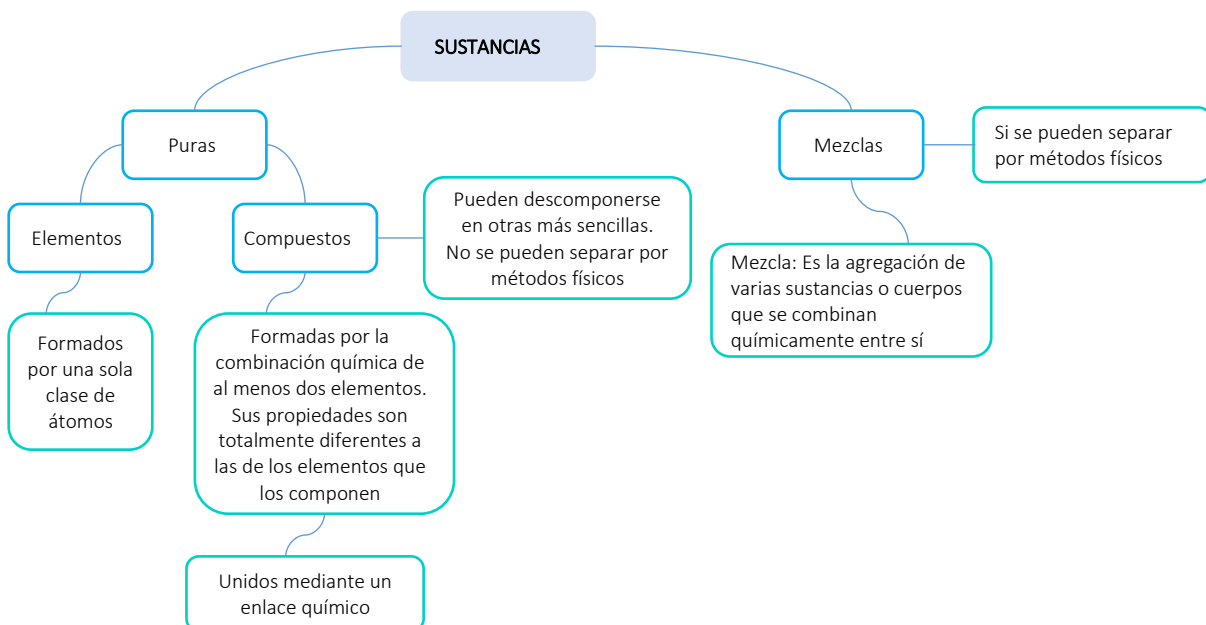 SUSTANCIAS
Puras
Mezclas
Si se pueden separar
por métodos físicos
Elementos
Compuestos
Pueden descomponerse
en otras más sencillas.
No se pueden separar por
métodos físicos
Mezcla: Es la agregación de
varias sustancias o cuerpos
que se combinan
químicamente entre sí
Formados
por una sola
clase de
átomos
Formadas por la
combinación química de
al menos dos elementos.
Sus propiedades son
totalmente diferentes a
las de los elementos que
los componen
Unidos mediante un
enlace químico